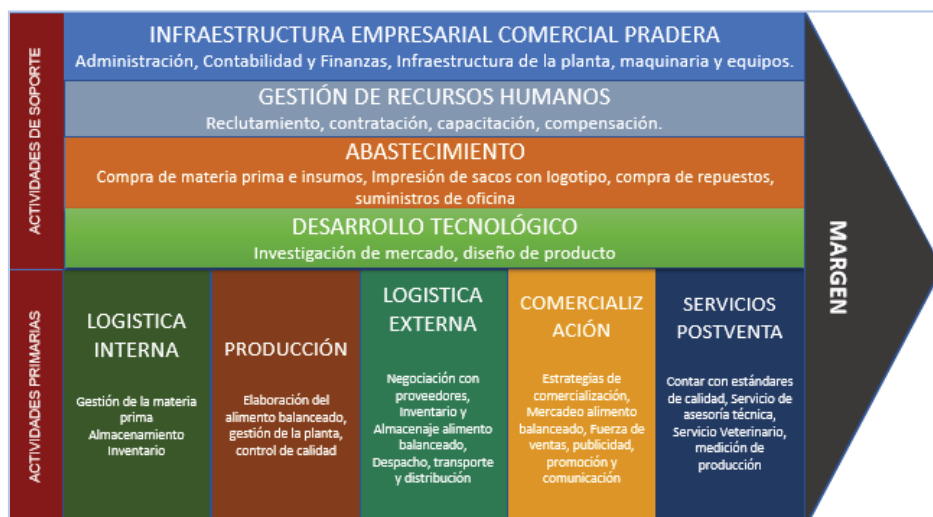 ACTIVIDADES DE SOPORTE
INFRAESTRUCTURA EMPRESARIAL COMERCIAL PRADERA
Administración, Contabilidad y Finanzas, Infraestructura de la planta, maquinaria y equipos.
GESTIÓN DE RECURSOS HUMANOS
Reclutamiento, contratación, capacitación, compensación.
ABASTECIMIENTO
Compra de materia prima e insumos, Impresión de sacos con logotipo, compra de repuestos,
suministros de oficina
DESARROLLO TECNOLÓGICO
Investigación de mercado, diseño de producto
ACTIVIDADES PRIMARIAS
LOGISTICA
INTERNA
Gestión de la materia
prima
Almacenamiento
Inventario
PRODUCCIÓN
Elaboración del
alimento balanceado,
gestión de la planta,
control de calidad
LOGISTICA
EXTERNA
Negociación con
proveedores,
Inventario y
Almacenaje alimento
balanceado,
Despacho, transporte
y distribución
COMERCIALIZ
ACIÓN
Estrategias de
comercialización,
Mercadeo alimento
balanceado, Fuerza de
ventas, publicidad,
promoción y
comunicación
SERVICIOS
POSTVENTA
Contar con estándares
de calidad, Servicio de
asesoría técnica,
Servicio Veterinario,
medición de
producción
MARGEN